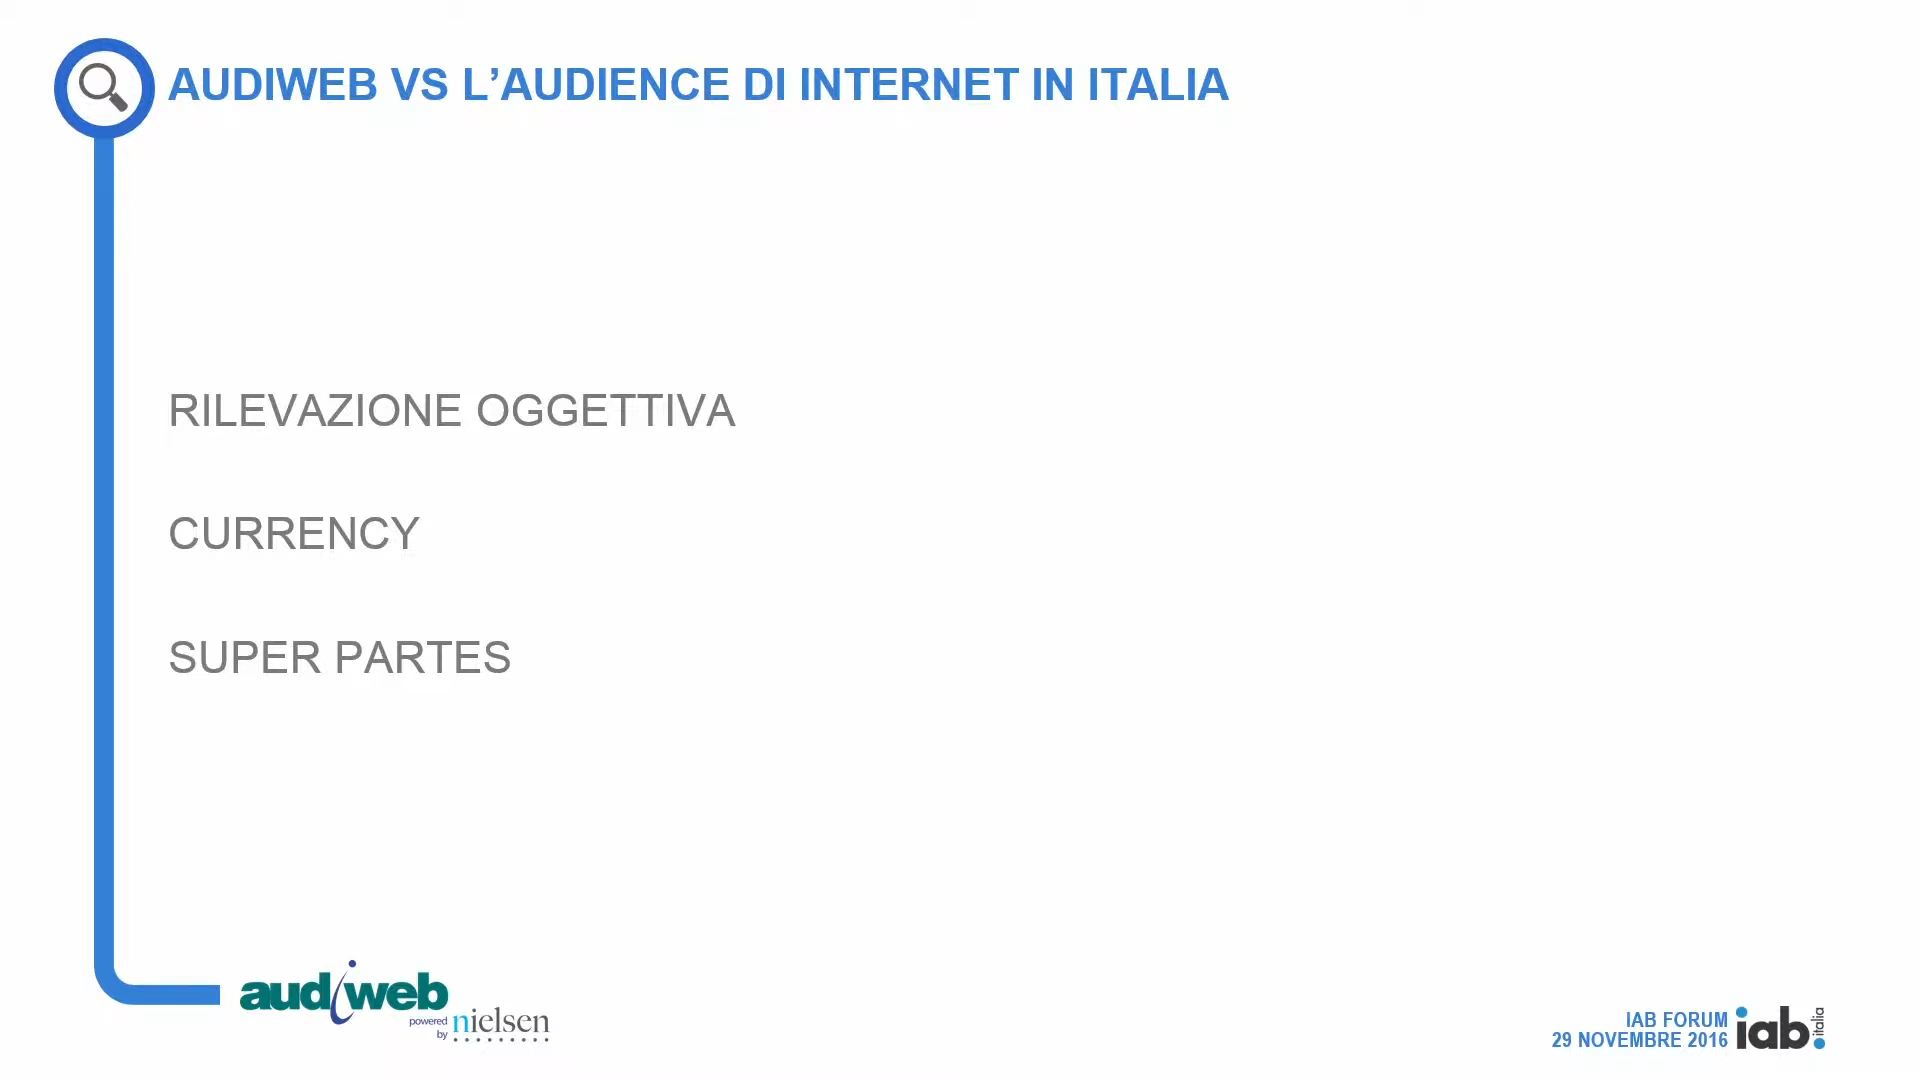 AUDIWEB VS L’AUDIENCE DI INTERNET IN ITALIA
RILEVAZIONE OGGETTIVA
CURRENCY
SUPER PARTES
audiweb
powered
by
nielsen
IAB FORUM
29 NOVEMBRE 2016
iab
italia